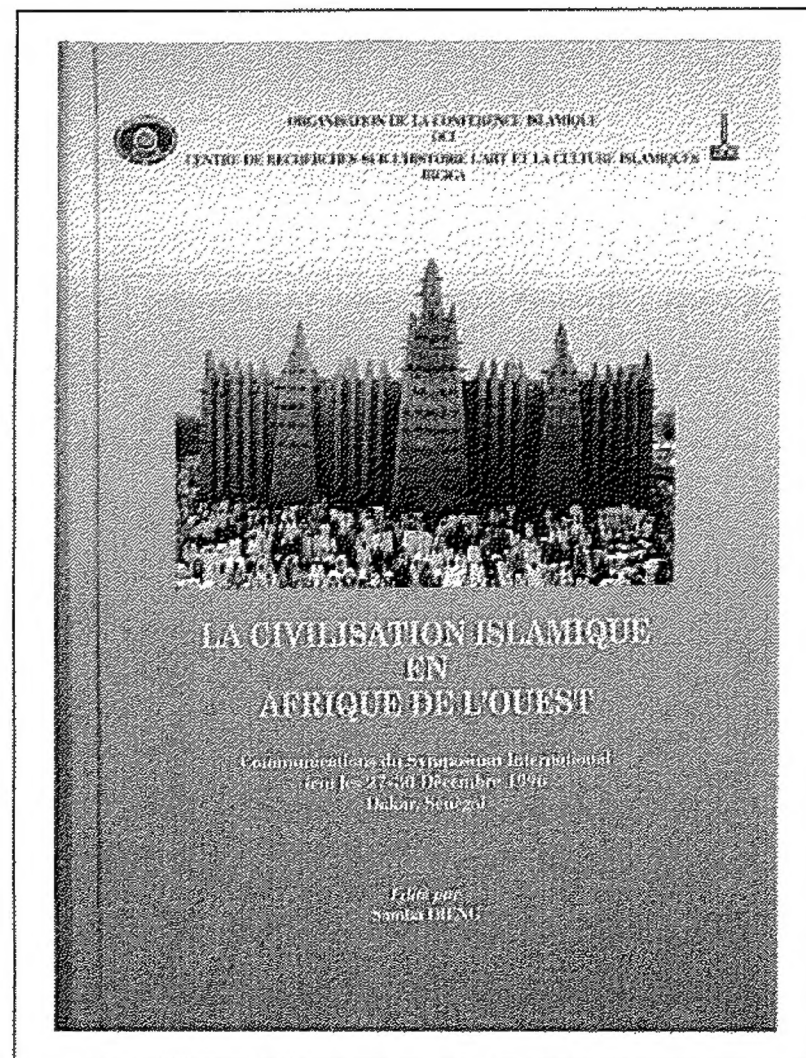 ORGANISATION DE LA CONFERENCE ISLAMIQUE
OCI
CENTRE DE RECHERCHES SUR L'HISTOIRE L'ART ET LA CULTURE ISLAMIQUES
IRCICA
LA CIVILISATION ISLAMIQUE
EN
AFRIQUE DE L'OUEST
Communications du Symposium International
tenu les 27-30 Décembre 1996
Dakar, Sénégal
Edité par
Samba DIENG